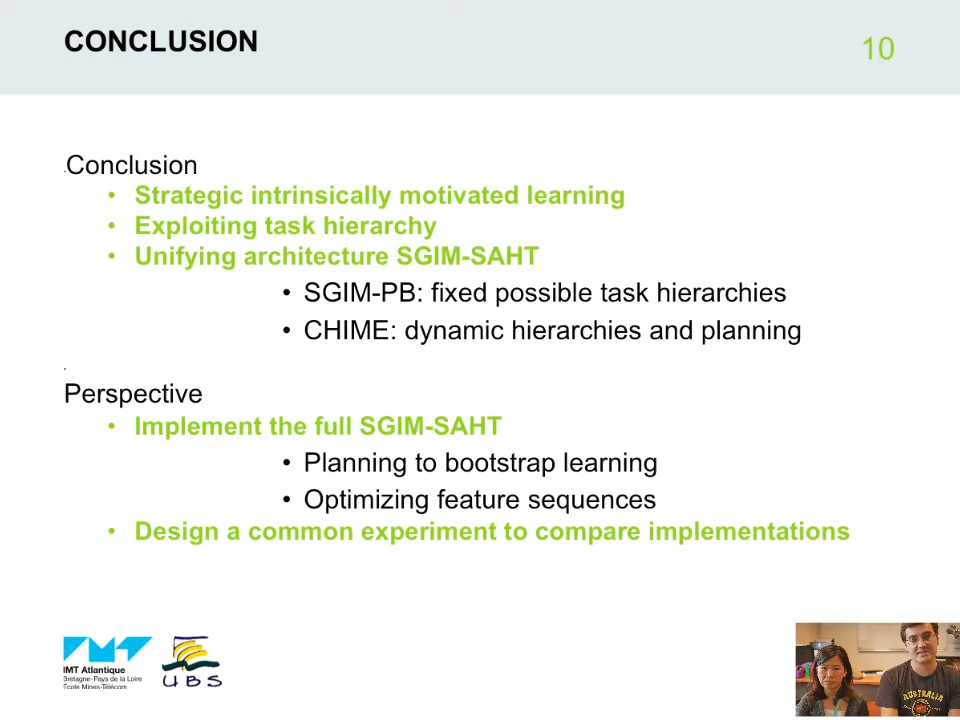 CONCLUSION
10
Conclusion
• Strategic intrinsically motivated learning
• Exploiting task hierarchy
• Unifying architecture SGIM-SAHT
• SGIM-PB: fixed possible task hierarchies
• CHIME: dynamic hierarchies and planning
Perspective
• Implement the full SGIM-SAHT
• Planning to bootstrap learning
• Optimizing feature sequences
• Design a common experiment to compare implementations
IMT Atlantique
Bretagne-Pays de la Loire
École Mines-Télécom
UBS
AUSTRALIA